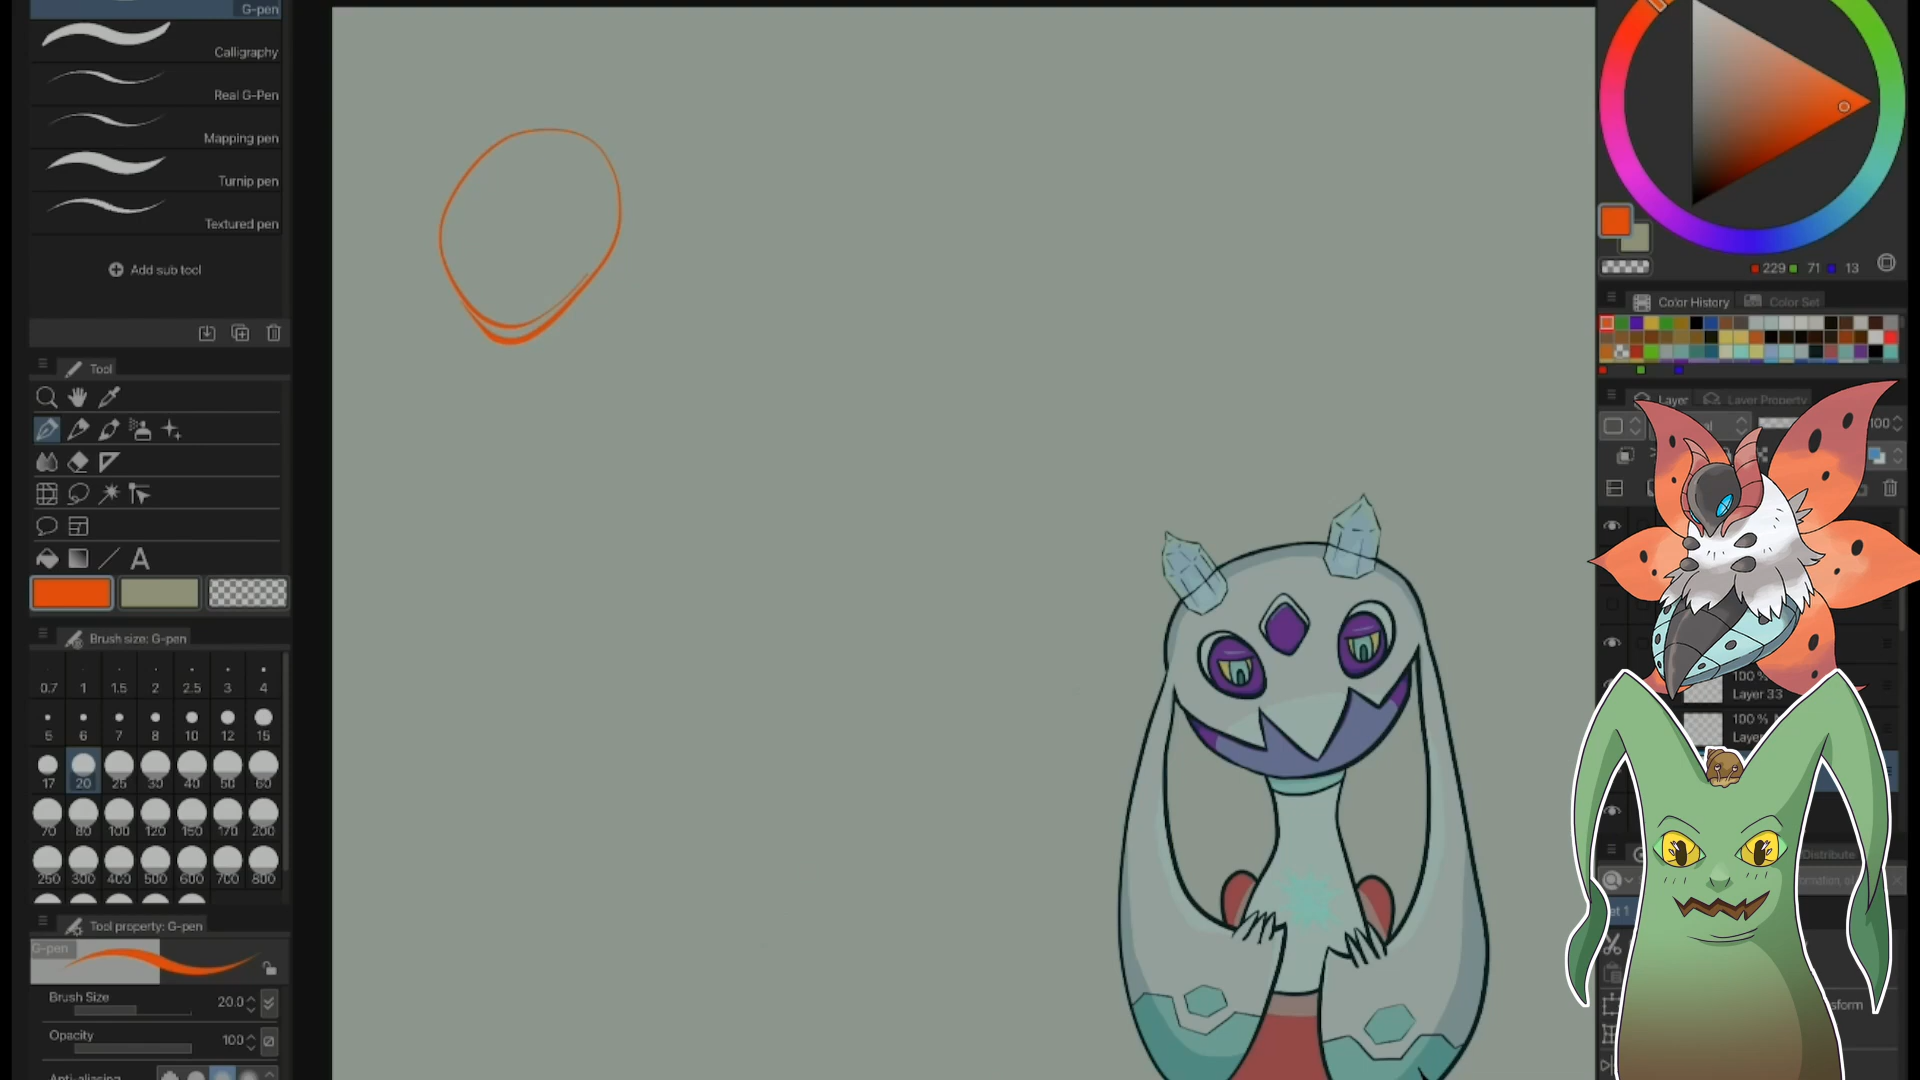 G-pen
Calligraphy
Real G-Pen
Mapping pen
Turnip pen
Textured pen
Add sub tool
Tool
Brush size: G-pen
0.7 1 1.5 2 2.5 3 4
5 6 7 8 10 12 15
17 20 25 30 40 50 60
70 80 100 120 150 170 200
250 300 400 500 600 700 800
Tool property: G-pen
G-pen
Brush Size 20.0
Opacity 100
Anti-aliasing
229 71 13
Color History Color Set
Layer Layer Property
100
100 %
Layer 33
100 %
Distribute